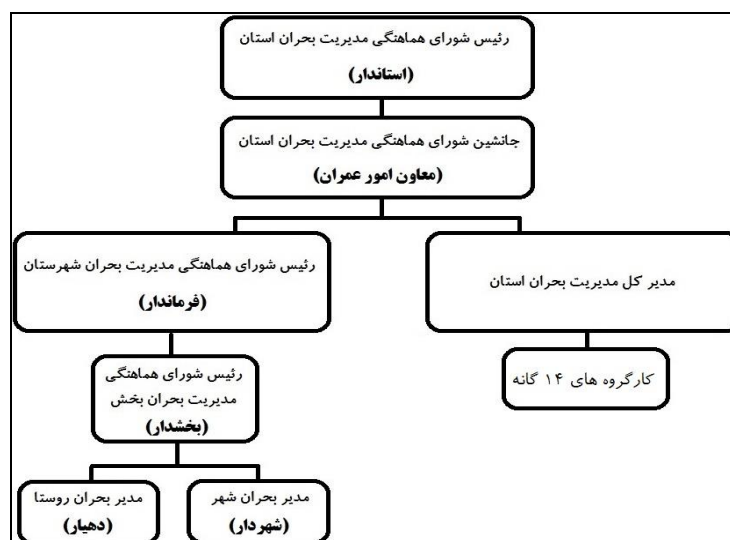 رئیس شورای هماهنگی مدیریت بحران استان
(استاندار)
جانشین شورای هماهنگی مدیریت بحران استان
(معاون امور عمران)
رئیس شورای هماهنگی مدیریت بحران شهرستان
(فرماندار)
مدیر کل مدیریت بحران استان
کارگروه های ۱۴ گانه
رئیس شورای هماهنگی
مدیریت بحران بخش
(بخشدار)
مدیر بحران شهر
(شهردار)
مدیر بحران روستا
(دهیار)